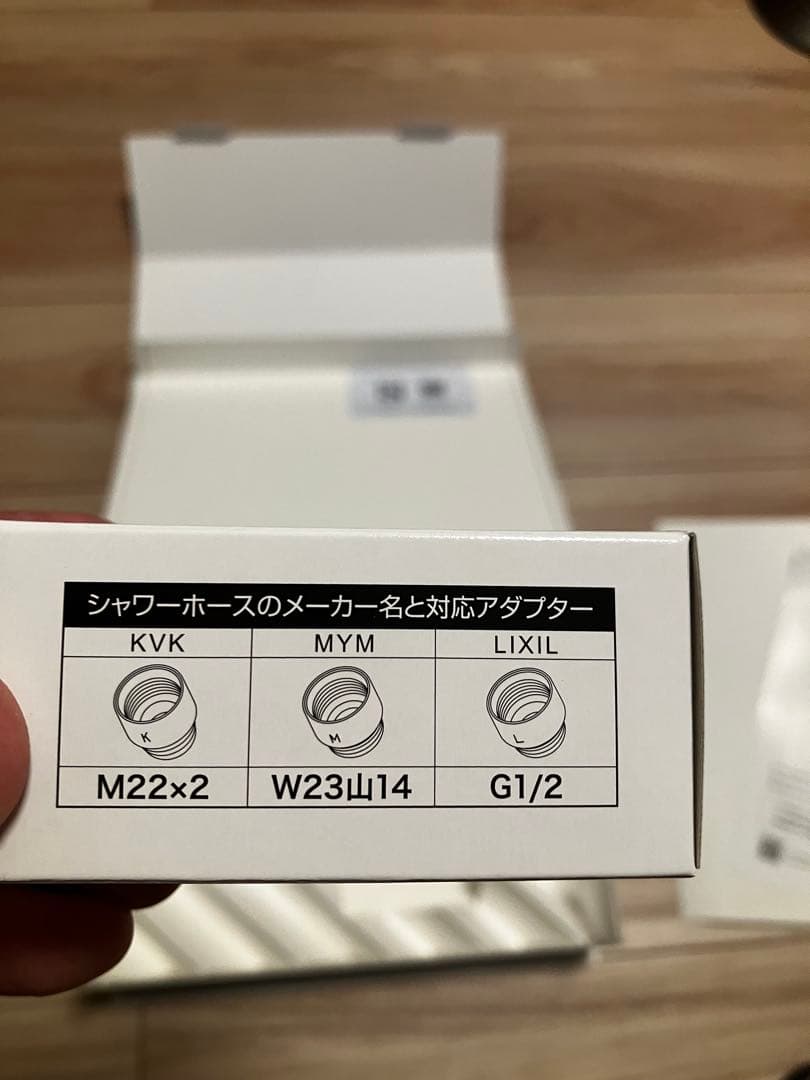 シャワーホースのメーカー名と対応アダプター
KVK MYM LIXIL
K M L
M22×2 W23山14 G1/2